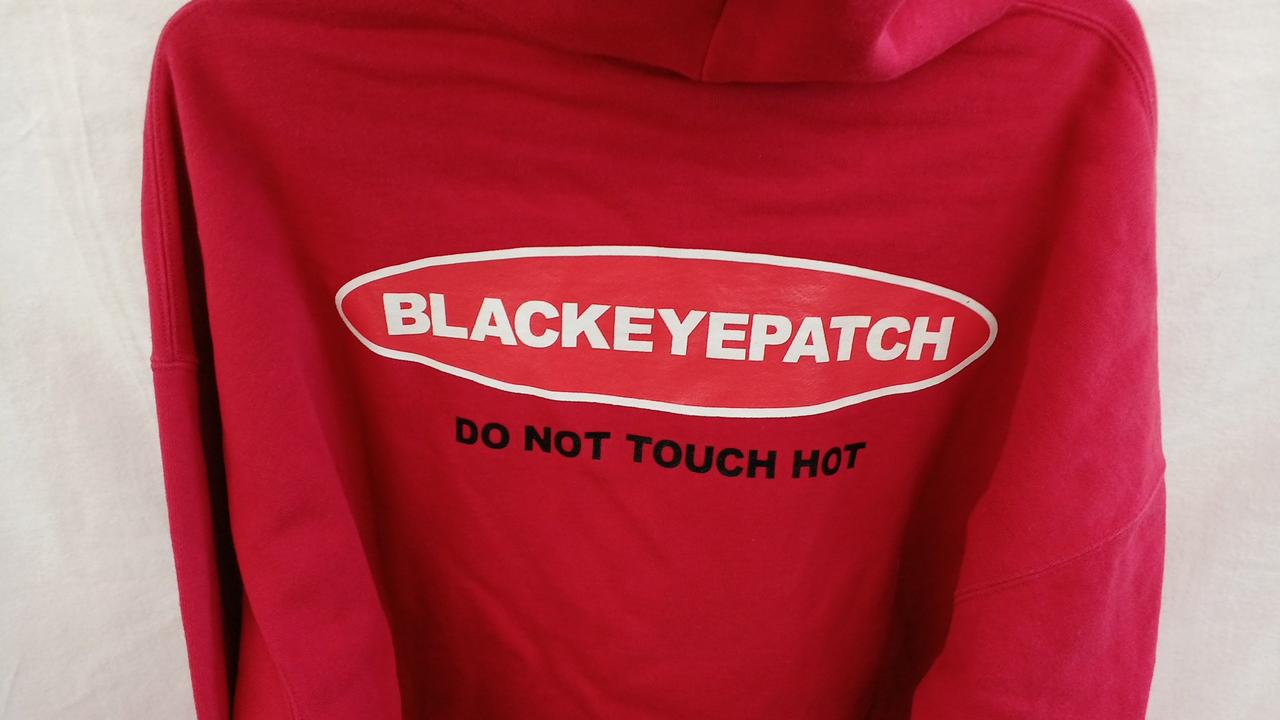 BLACKEYEPATCH
DO NOT TOUCH HOT